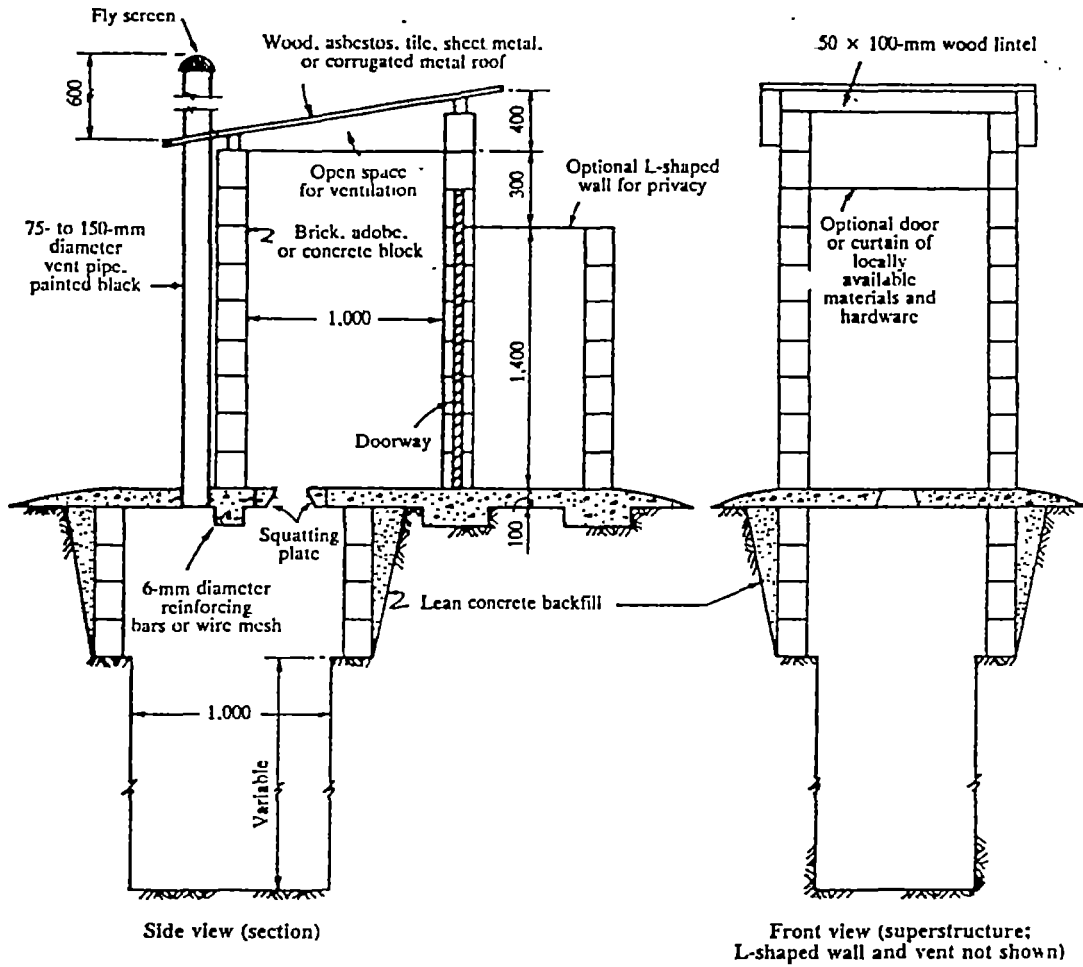 Fly screen
Wood, asbestos, tile, sheet metal,
or corrugated metal roof
50 × 100-mm wood lintel
600
400
Open space
for ventilation
300
Optional L-shaped
wall for privacy
75- to 150-mm
diameter
vent pipe,
painted black
Brick, adobe,
or concrete block
Optional door
or curtain of
locally
available
materials and
hardware
1,000
1,400
Doorway
Squatting
plate
100
6-mm diameter
reinforcing
bars or wire mesh
Lean concrete backfill
1,000
Variable
Side view (section)
Front view (superstructure;
L-shaped wall and vent not shown)